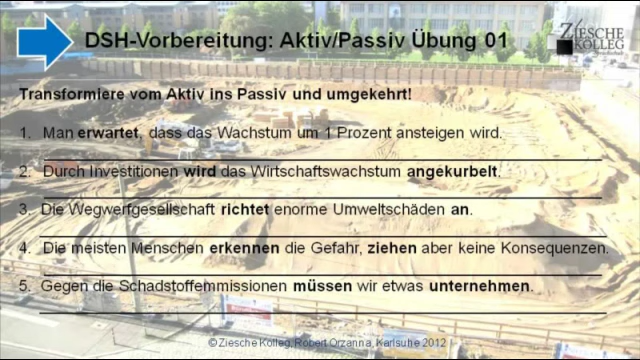 DSH-Vorbereitung: Aktiv/Passiv Übung 01
ZIESCHE
KOLLEG
Transformiere vom Aktiv ins Passiv und umgekehrt!
1. Man erwartet, dass das Wachstum um 1 Prozent ansteigen wird.
2. Durch Investitionen wird das Wirtschaftswachstum angekurbelt.
3. Die Wegwerfgesellschaft richtet enorme Umweltschäden an.
4. Die meisten Menschen erkennen die Gefahr, ziehen aber keine Konsequenzen.
5. Gegen die Schadstoffemmissionen müssen wir etwas unternehmen.
© Ziesche Kolleg, Robert Orzanna, Karlsruhe 2012